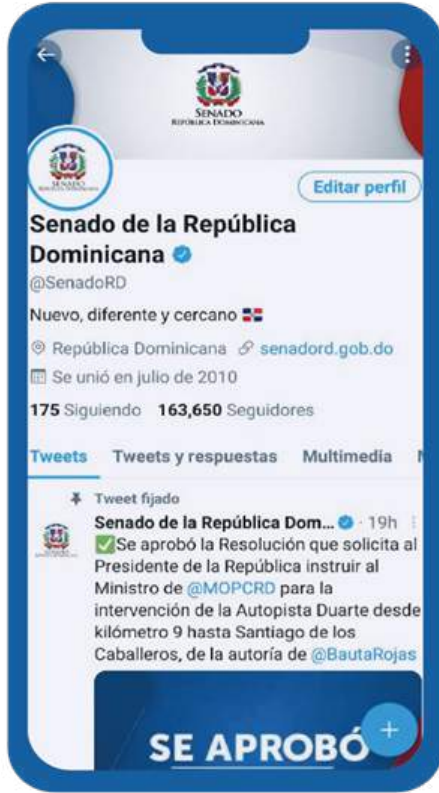 SENADO
REPÚBLICA DOMINICANA
SENADO
Editar perfil
Senado de la República
Dominicana
@SenadoRD
Nuevo, diferente y cercano
República Dominicana senadord.gob.do
Se unió en julio de 2010
175 Siguiendo 163,650 Seguidores
Tweets Tweets y respuestas Multimedia
Tweet fijado
Senado de la República Dom... · 19h
Se aprobó la Resolución que solicita al
Presidente de la República instruir al
Ministro de @MOPCRD para la
intervención de la Autopista Duarte desde
kilómetro 9 hasta Santiago de los
Caballeros, de la autoría de @BautaRojas
SE APROBÓ